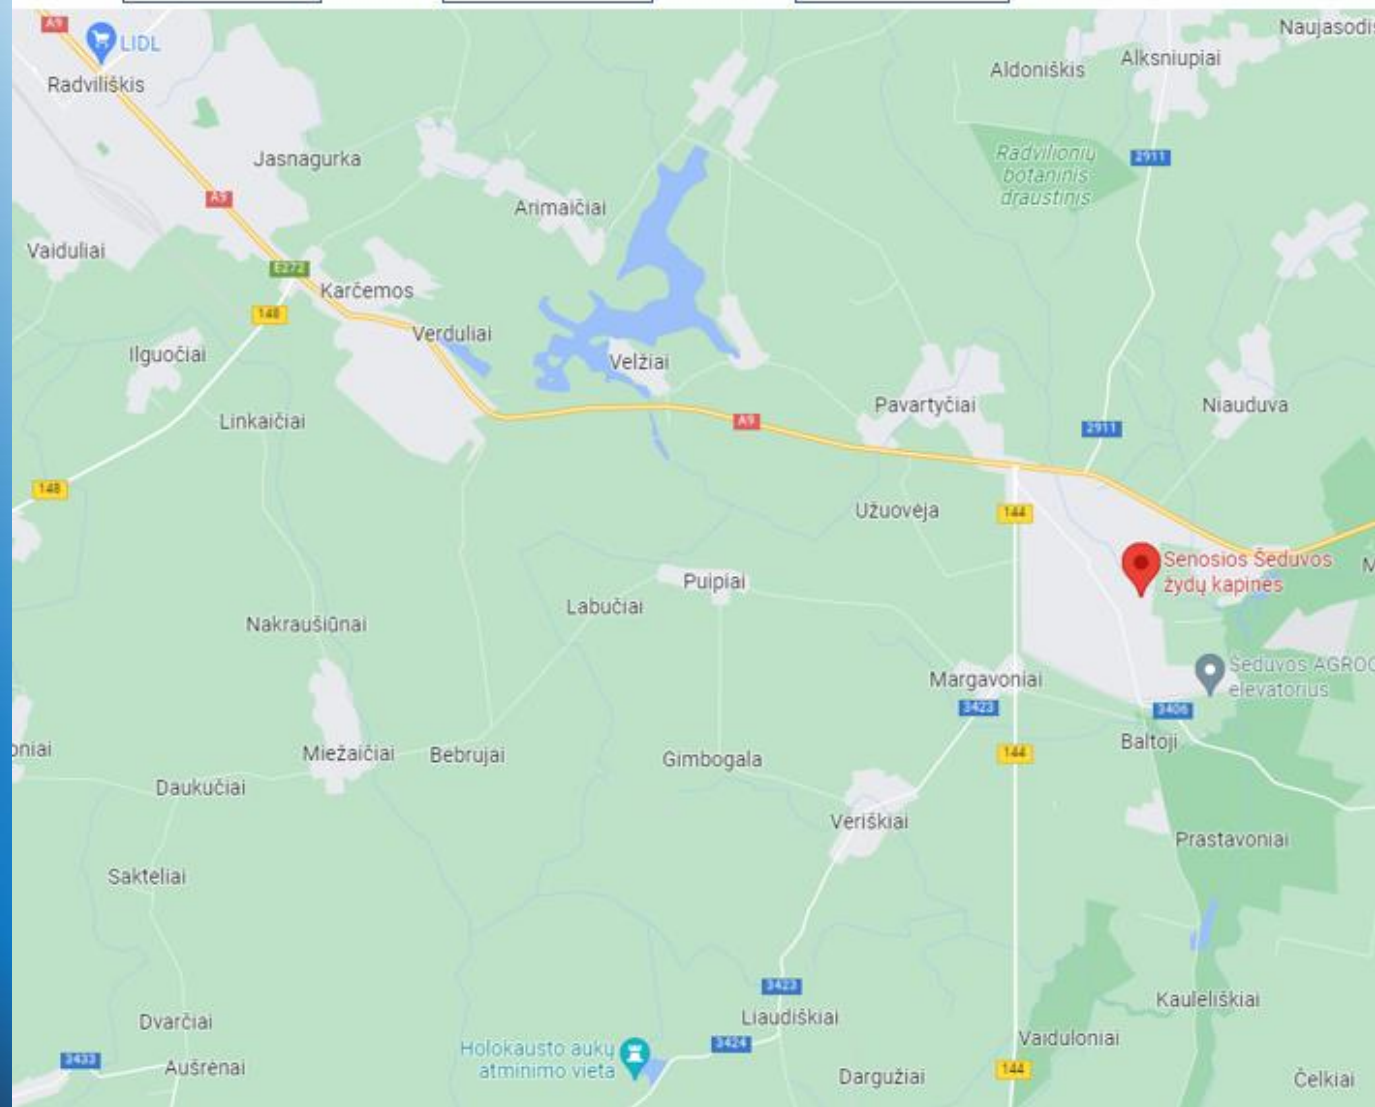 A9
LIDL
Radviliškis
Naujasodis
Alksniupiai
Aldoniškis
Jasnagurka
Radvilionių
botaninis
draustinis
2911
A9
Arimaičiai
Vaiduliai
E272
Karčemos
148
Verduliai
Ilguočiai
Velžiai
Linkaičiai
A9
Pavartyčiai
2911
Niauduva
148
Užuovėja
144
Senosios Šeduvos
žydų kapinės
M
Puipiai
Labučiai
Nakraušiūnai
Margavoniai
Šeduvos AGROC
elevatorius
3423
3406
Baltoji
oniai
Miežaičiai
Bebrujai
Gimbogala
144
Daukučiai
Veriškiai
Prastavoniai
Sakteliai
3423
Kauleliškiai
Liaudiškiai
Dvarčiai
3424
Vaiduloniai
Holokausto aukų
atminimo vieta
3433
Aušrėnai
Dargužiai
144
Čelkiai